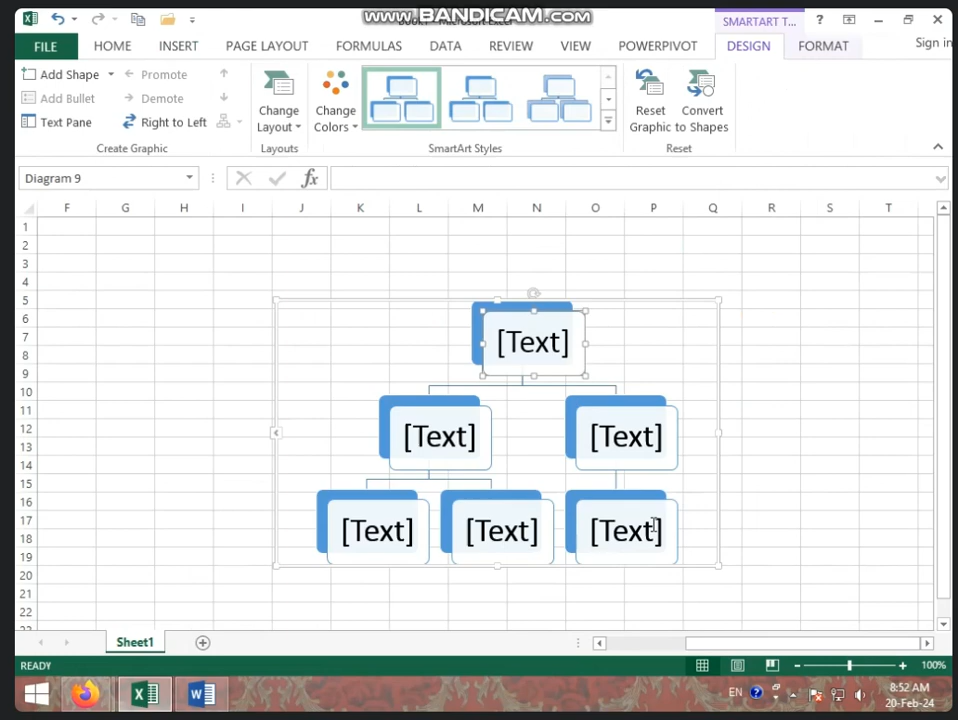 www.BANDICAM.com
SMARTART T...
?
FILE
HOME
INSERT
PAGE LAYOUT
FORMULAS
DATA
REVIEW
VIEW
POWERPIVOT
DESIGN
FORMAT
Sign in
Add Shape
Promote
Add Bullet
Demote
Text Pane
Right to Left
Create Graphic
Change
Layout
Layouts
Change
Colors
SmartArt Styles
Reset
Graphic
Convert
to Shapes
Reset
Diagram 9
fx
F G H I J K L M N O P Q R S T
1
2
3
4
5
6
7
8
9
10
11
12
13
14
15
16
17
18
19
20
21
22
[Text]
[Text] [Text]
[Text] [Text] [Text]
Sheet1
READY
100%
EN
8:52 AM
20-Feb-24